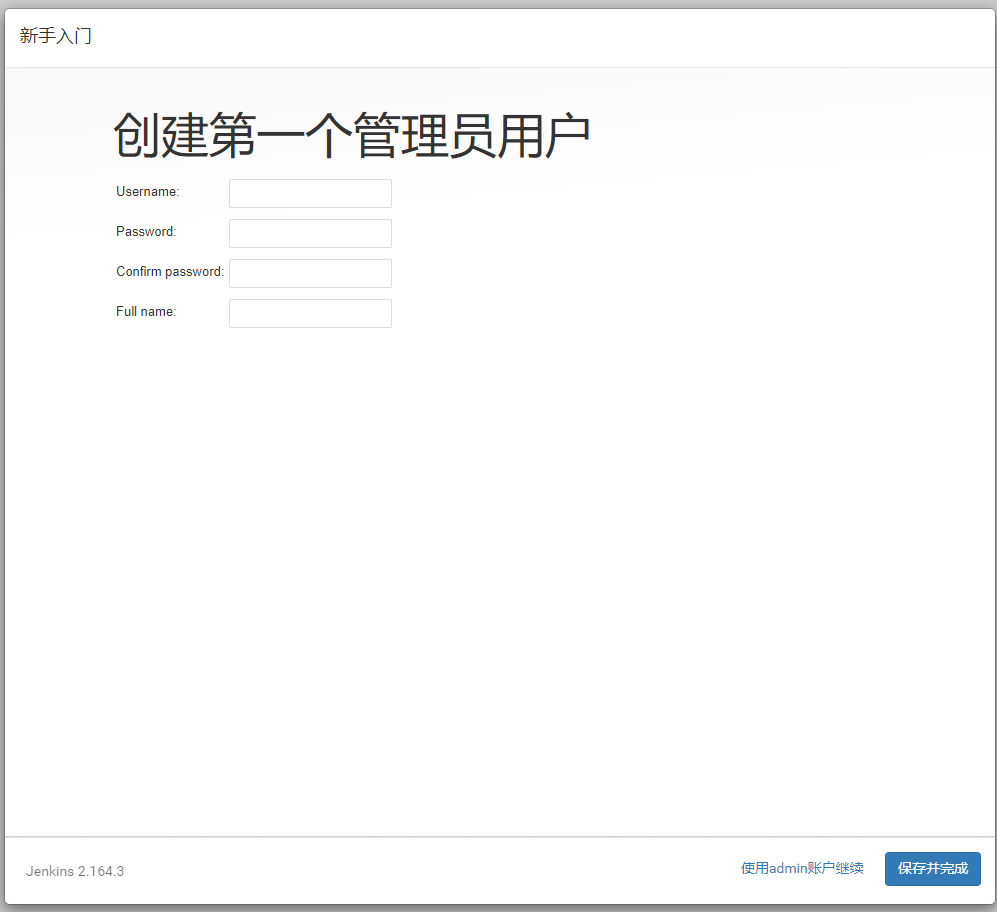 新手入门
创建第一个管理员用户
Username:
Password:
Confirm password:
Full name:
Jenkins 2.164.3
使用admin账户继续
保存并完成